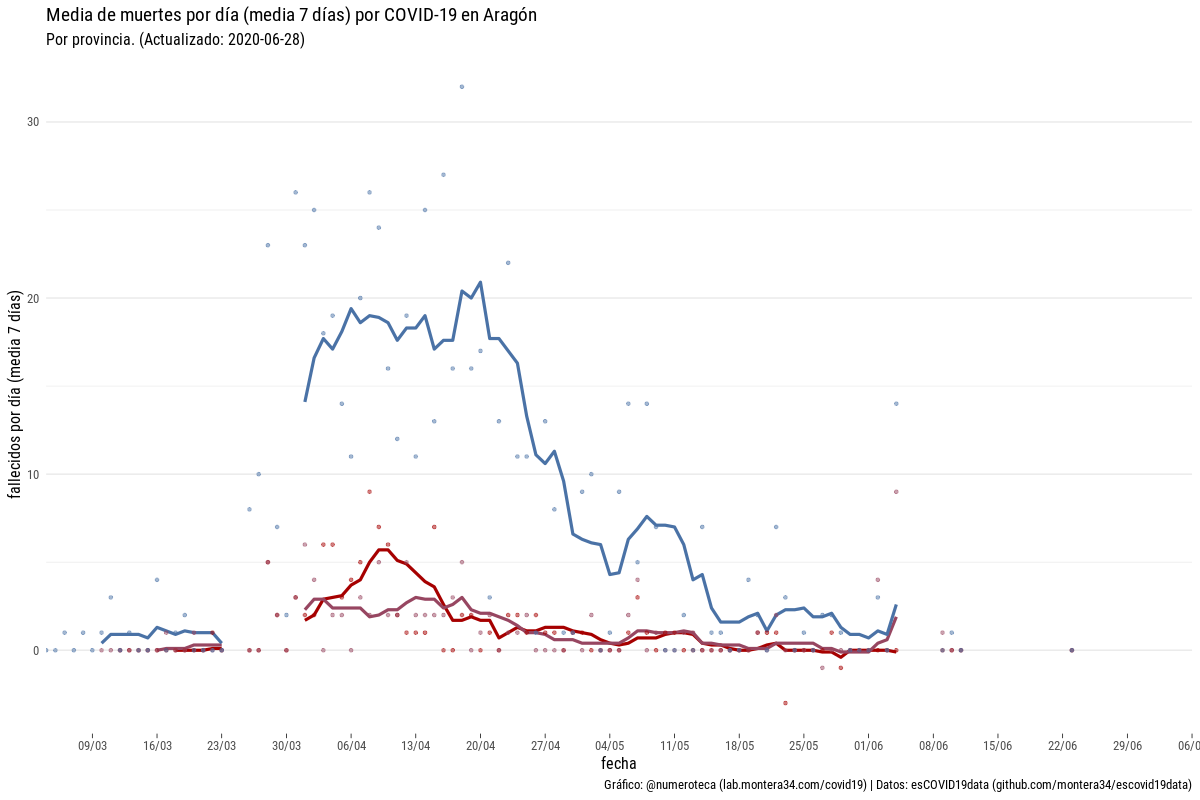 Media de muertes por día (media 7 días) por COVID-19 en Aragón
Por provincia. (Actualizado: 2020-06-28)
fallecidos por día (media 7 días)
30
20
10
0
09/03 16/03 23/03 30/03 06/04 13/04 20/04 27/04 04/05 11/05 18/05 25/05 01/06 08/06 15/06 22/06 29/06 06/0
fecha
Gráfico: @numeroteca (lab.montera34.com/covid19) | Datos: esCOVID19data (github.com/montera34/escovid19data)